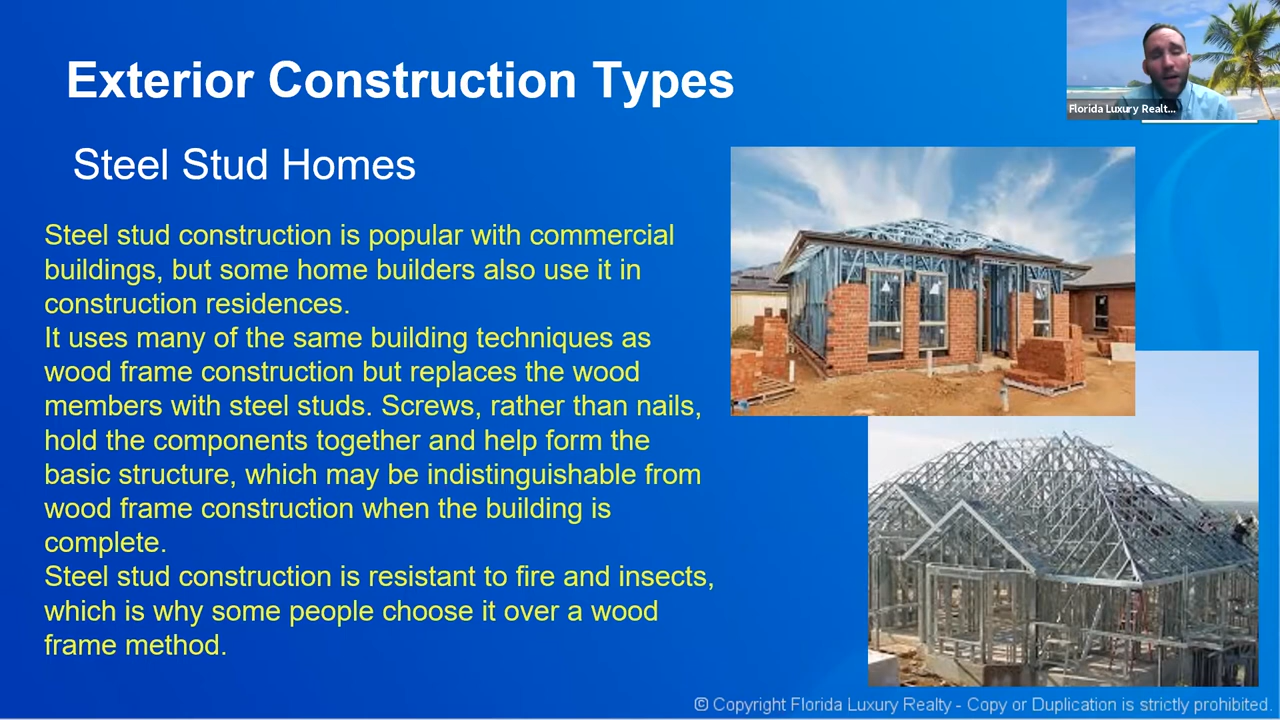 Exterior Construction Types
Florida Luxury Realt...
Steel Stud Homes
Steel stud construction is popular with commercial
buildings, but some home builders also use it in
construction residences.
It uses many of the same building techniques as
wood frame construction but replaces the wood
members with steel studs. Screws, rather than nails,
hold the components together and help form the
basic structure, which may be indistinguishable from
wood frame construction when the building is
complete.
Steel stud construction is resistant to fire and insects,
which is why some people choose it over a wood
frame method.
© Copyright Florida Luxury Realty - Copy or Duplication is strictly prohibited.